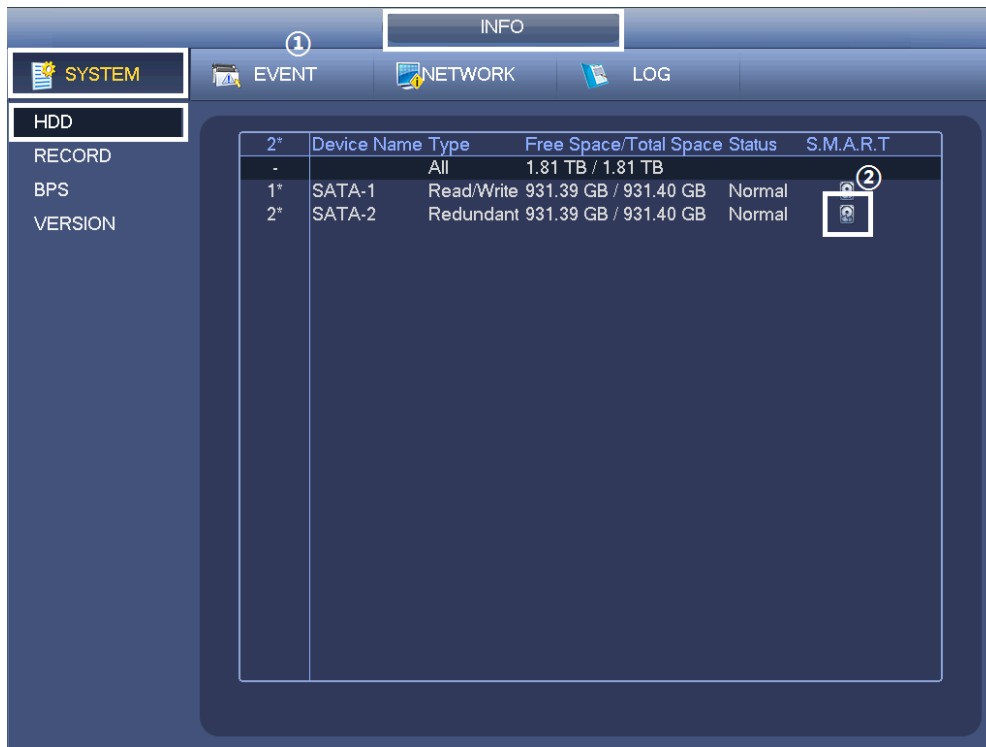 INFO
①
SYSTEM EVENT NETWORK LOG
HDD
RECORD
BPS
VERSION
2* Device Name Type Free Space/Total Space Status S.M.A.R.T
- All 1.81 TB / 1.81 TB
②
1* SATA-1 Read/Write 931.39 GB / 931.40 GB Normal
2* SATA-2 Redundant 931.39 GB / 931.40 GB Normal